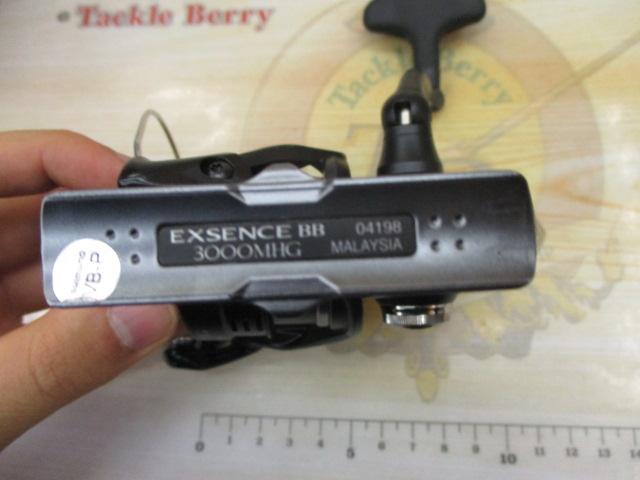 Tackle Berry
Tackle Berry
EXSENCE BB 04198
3000MHG MALAYSIA
/B-P
0 1 2 3 4 5 6 7 8 9 10 11 12 13 14